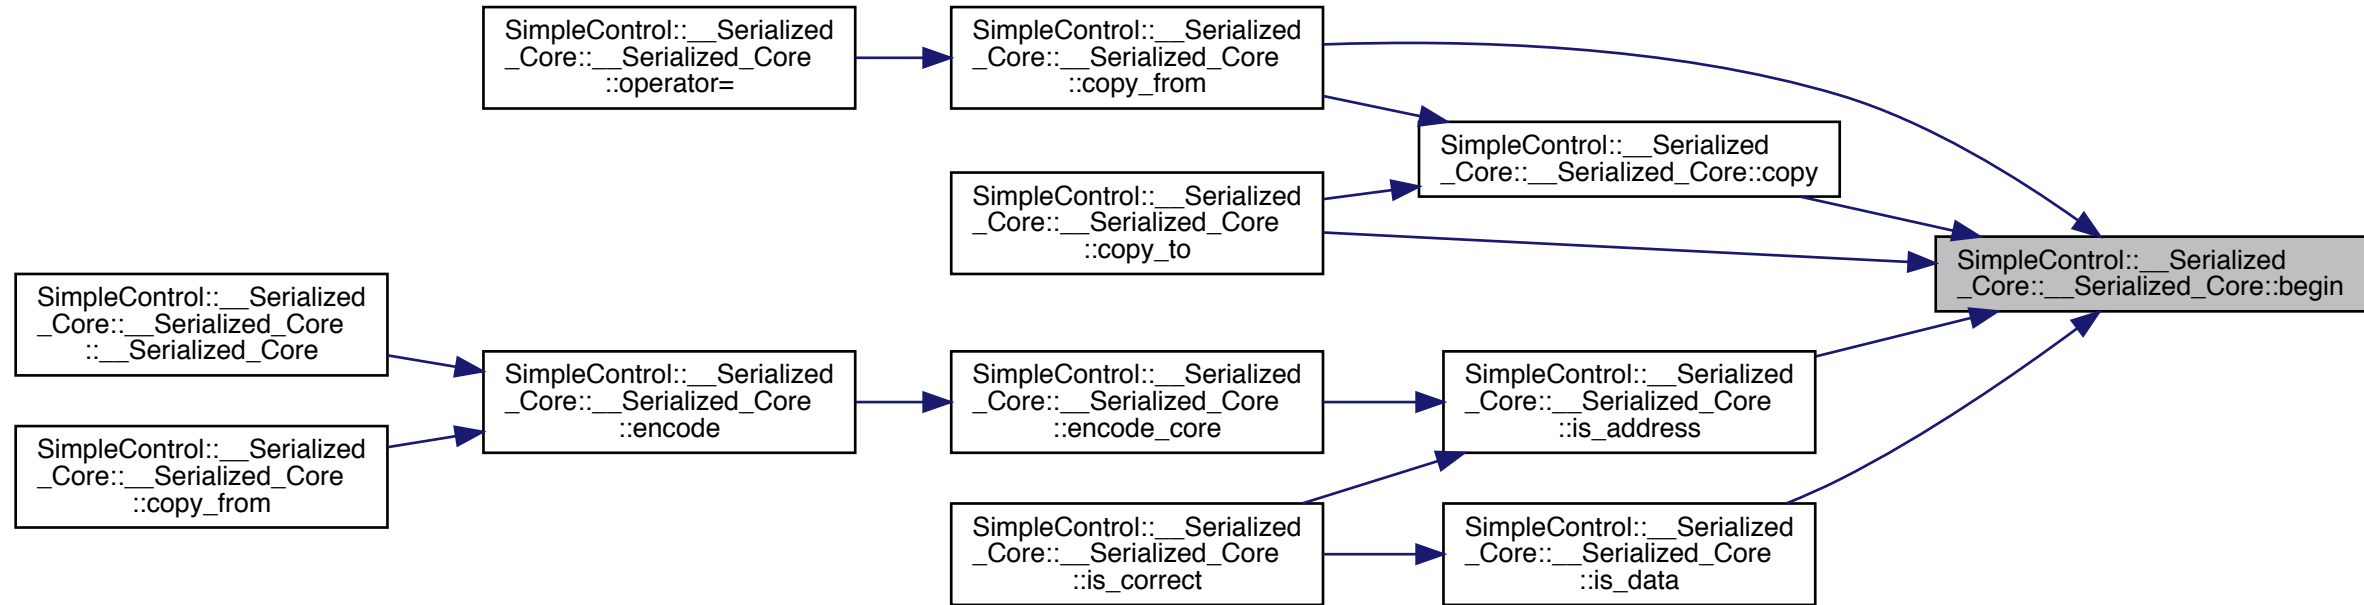 SimpleControl::__Serialized
_Core::__Serialized_Core
::operator=
SimpleControl::__Serialized
_Core::__Serialized_Core
::copy_from
SimpleControl::__Serialized
_Core::__Serialized_Core::copy
SimpleControl::__Serialized
_Core::__Serialized_Core
::copy_to
SimpleControl::__Serialized
_Core::__Serialized_Core::begin
SimpleControl::__Serialized
_Core::__Serialized_Core
::__Serialized_Core
SimpleControl::__Serialized
_Core::__Serialized_Core
::encode
SimpleControl::__Serialized
_Core::__Serialized_Core
::encode_core
SimpleControl::__Serialized
_Core::__Serialized_Core
::is_address
SimpleControl::__Serialized
_Core::__Serialized_Core
::copy_from
SimpleControl::__Serialized
_Core::__Serialized_Core
::is_correct
SimpleControl::__Serialized
_Core::__Serialized_Core
::is_data